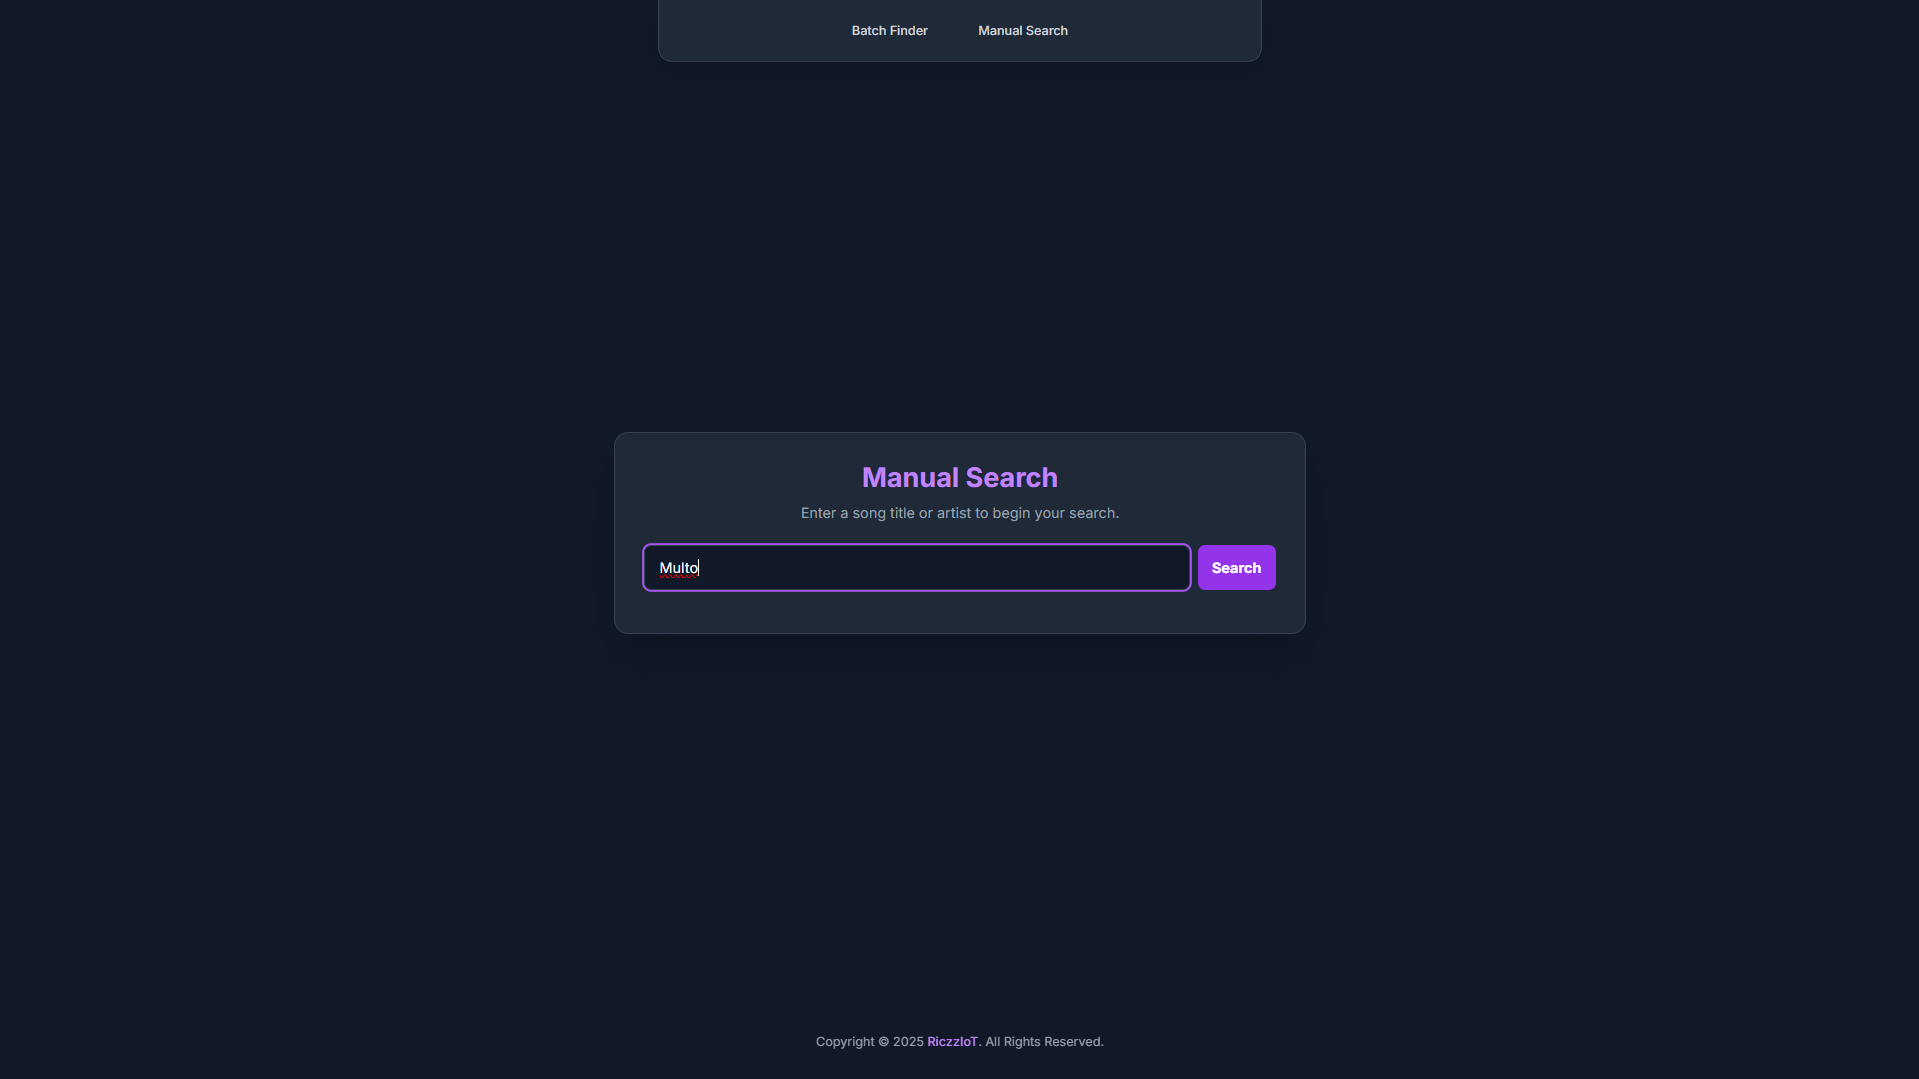 Batch Finder
Manual Search
Manual Search
Enter a song title or artist to begin your search.
Multo
Search
Copyright © 2025 RiczzIoT. All Rights Reserved.